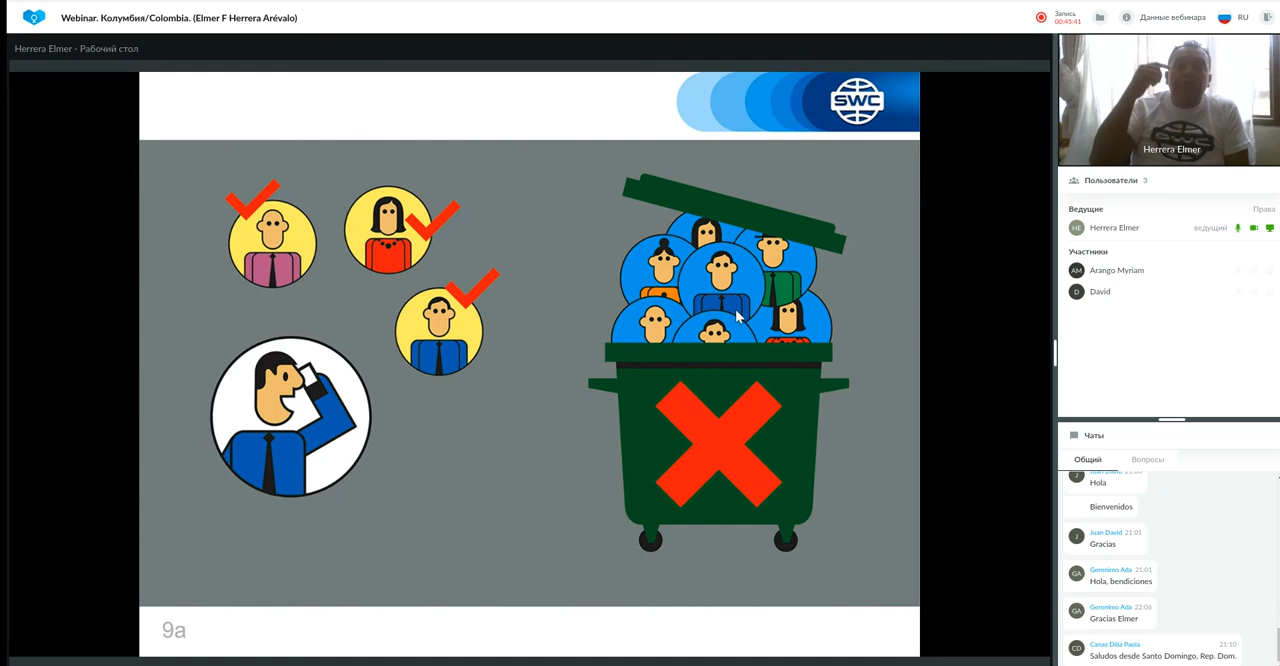 Webinar. Колумбия/Colombia. (Elmer F Herrera Arévalo)
Запись
00:45:41
Данные вебинара
RU
Herrera Elmer - Рабочий стол
SWC
9a
Herrera Elmer
Пользователи 3
Ведущие Права
HE Herrera Elmer ведущий
Участники
AM Arango Myriam
D David
Чаты
Общий Вопросы
J
Hola
Bienvenidos
J Juan David 21:01
Gracias
GA Geronimo Ada 21:01
Hola, bendiciones
GA Geronimo Ada 22:06
Gracias Elmer
CD Canas Dilia Paola 21:10
Saludos desde Santo Domingo, Rep. Dom.